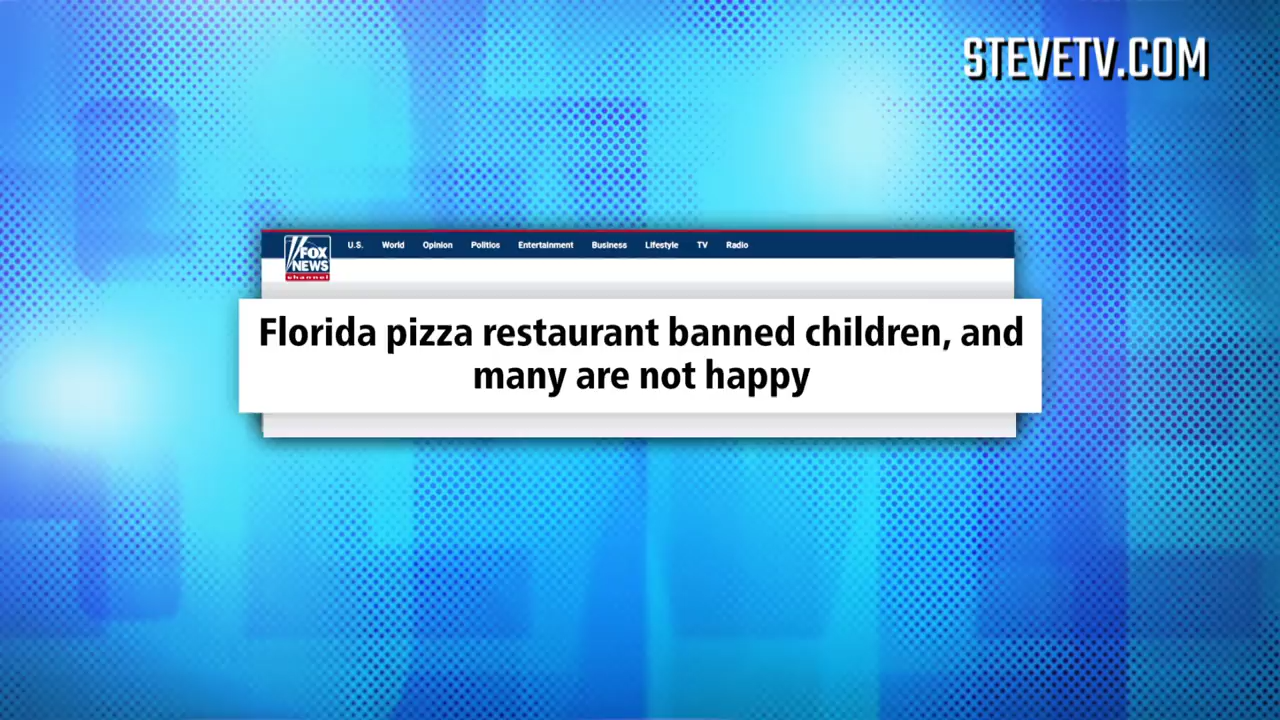 STEVETV.COM
FOX NEWS channel
U.S. World Opinion Politics Entertainment Business Lifestyle TV Radio
Florida pizza restaurant banned children, and
many are not happy